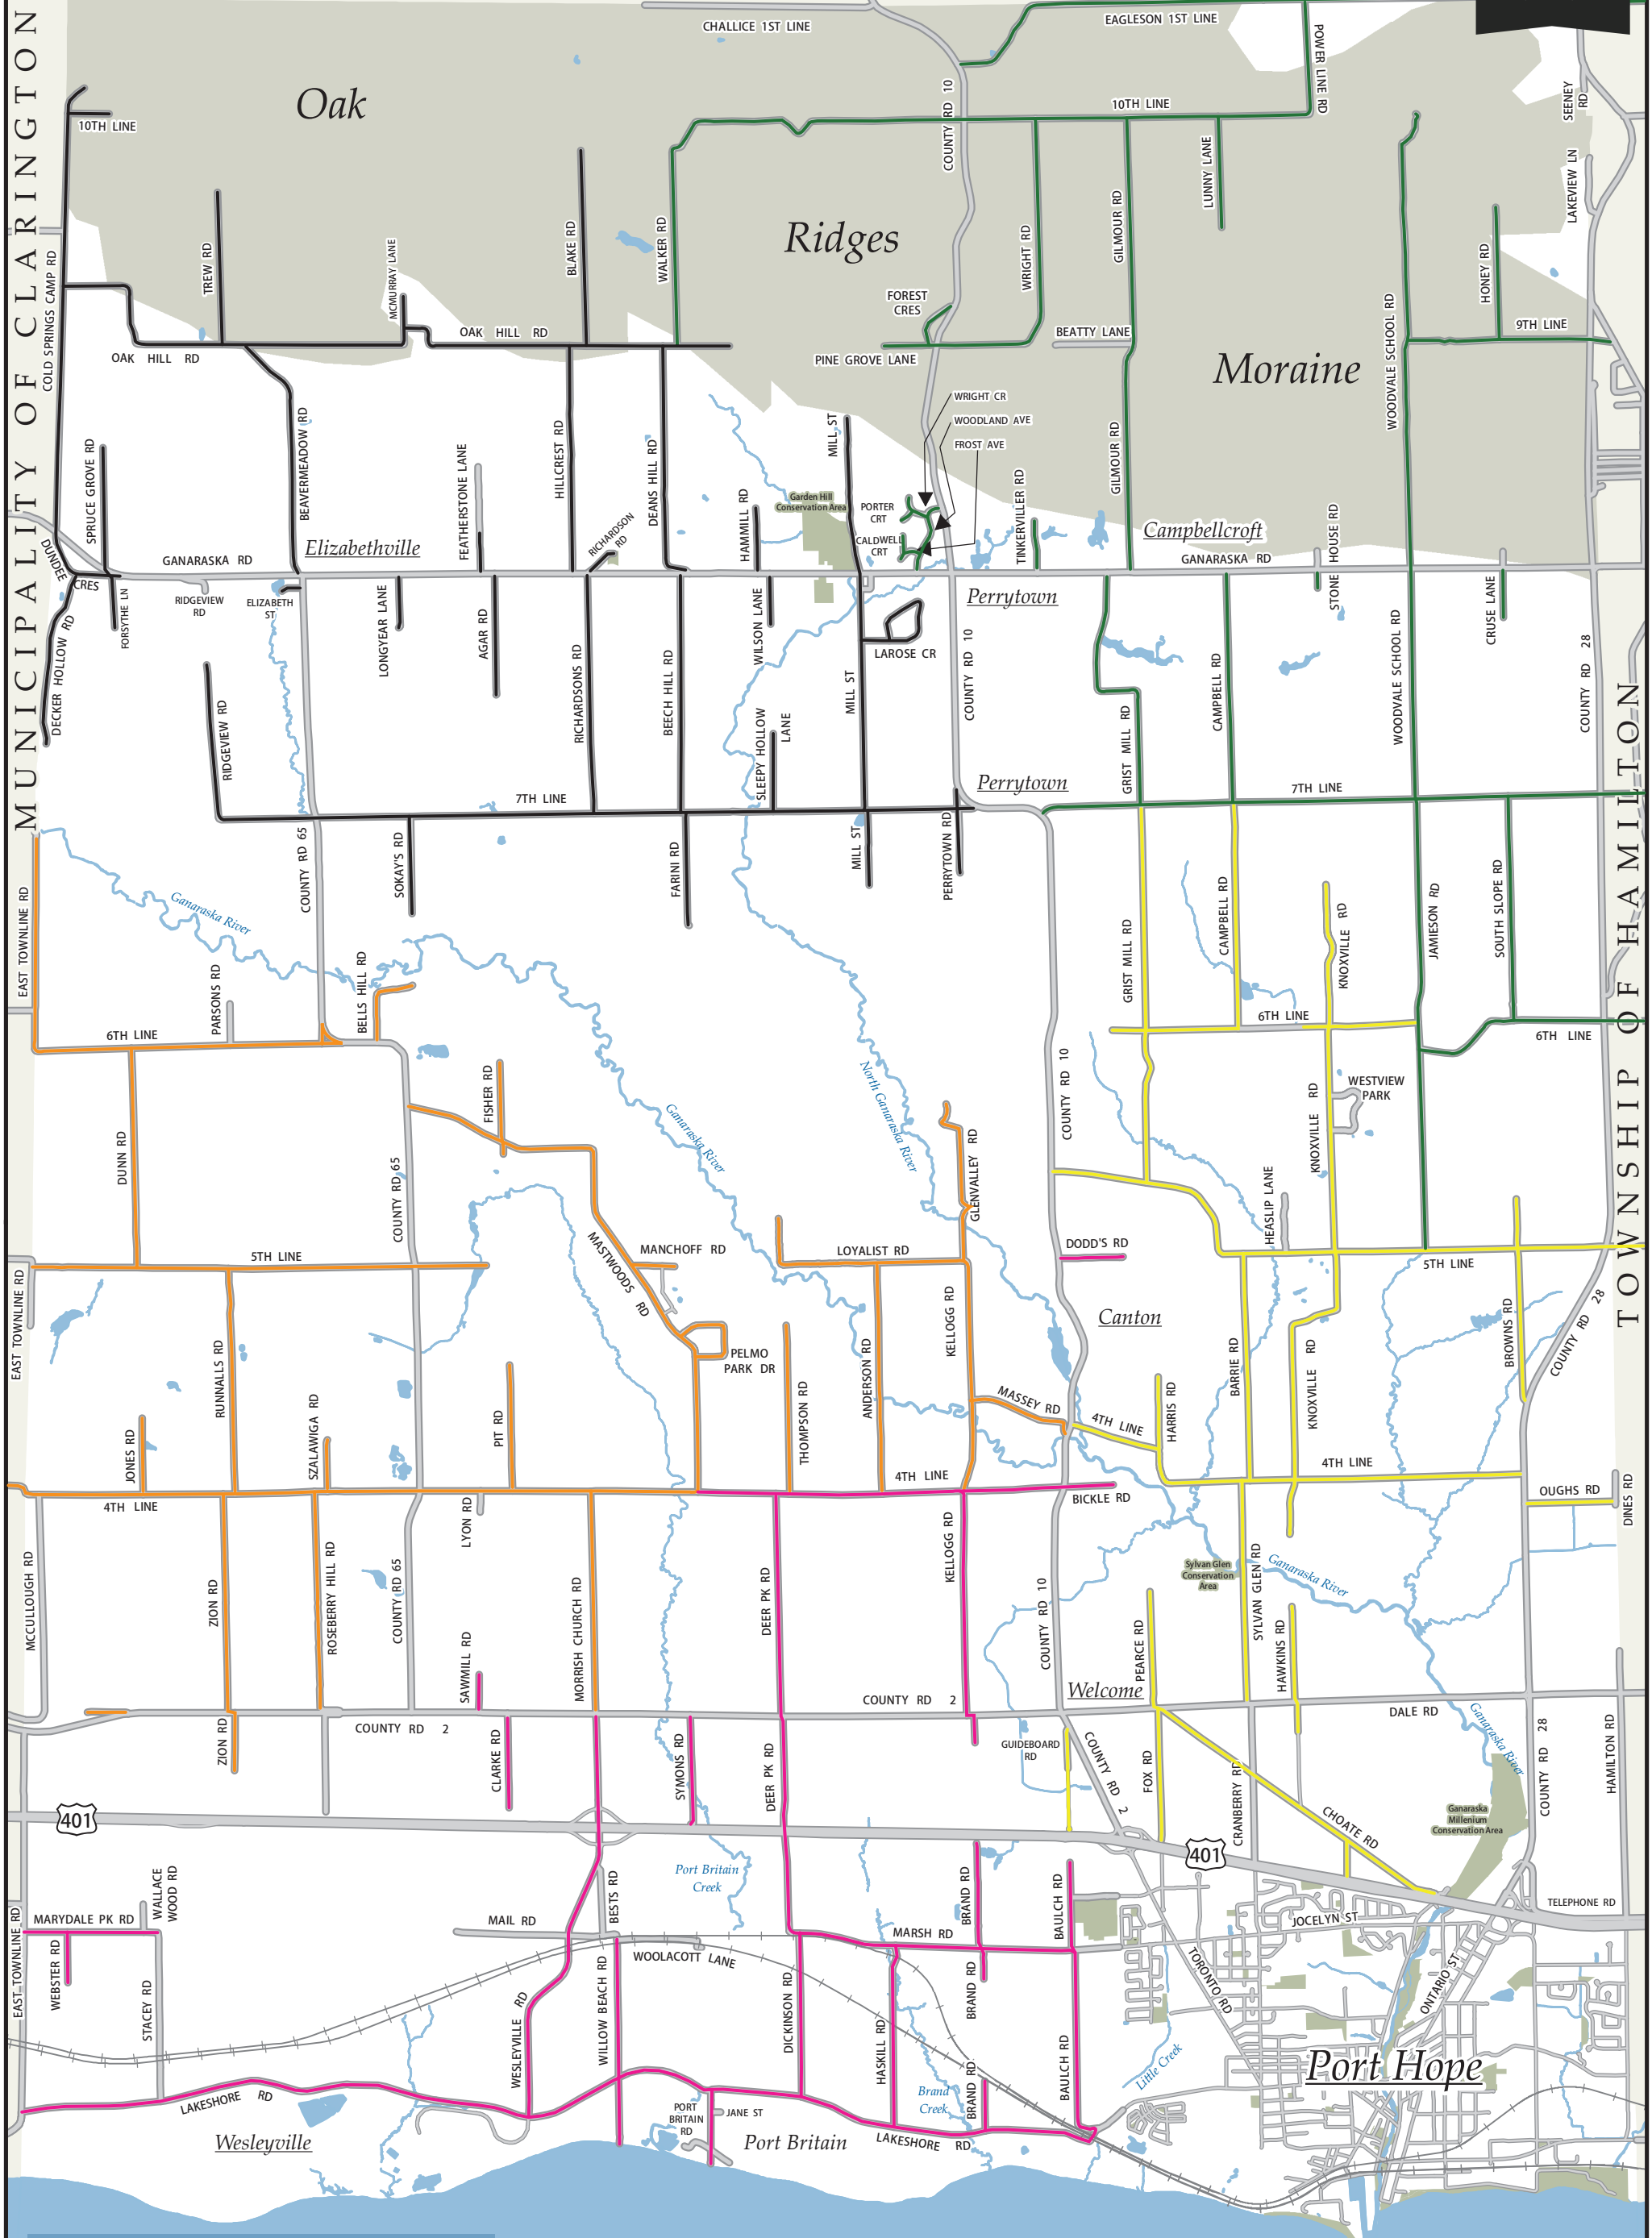 CHALLICE 1ST LINE
EAGLESON 1ST LINE
POWER LINE RD
Oak
COUNTY RD 10
10TH LINE
10TH LINE
SEENEY
RD
LAKEVIEW LN
LUNNY LANE
MUNICIPALITY OF CLARINGTON
COLD SPRINGS CAMP RD
TREW RD
MCMURRAY LANE
BLAKE RD
WALKER RD
Ridges
WRIGHT RD
GILMOUR RD
HONEY RD
FOREST
CRES
OAK HILL RD
OAK HILL RD
BEATTY LANE
PINE GROVE LANE
9TH LINE
WOODVALE SCHOOL RD
Moraine
WRIGHT CR
WOODLAND AVE
FROST AVE
SPRUCE GROVE RD
BEAVERMEADOW RD
FEATHERSTONE LANE
HILLCREST RD
DEANS HILL RD
HAMMILL RD
MILL ST
GILMOUR RD
Garden Hill
Conservation Area
PORTER
CRT
CALDWELL
CRT
TINKERVILLER RD
STONE HOUSE RD
Campbellcroft
GANARASKA RD
Elizabethville
RICHARDSON
RD
GANARASKA RD
DUNDEE
CRES
FORSYTHE LN
RIDGEVIEW
RD
ELIZABETH
ST
LONGYEAR LANE
AGAR RD
WILSON LANE
Perrytown
CRUSE LANE
LAROSE CR
COUNTY RD 10
DECKER HOLLOW RD
RIDGEVIEW RD
RICHARDSONS RD
BEECH HILL RD
MILL ST
SLEEPY HOLLOW
LANE
GRIST MILL RD
CAMPBELL RD
WOODVALE SCHOOL RD
COUNTY RD 28
TOWNSHIP OF HAMILTON
Perrytown
7TH LINE
7TH LINE
EAST TOWNLINE RD
COUNTY RD 65
SOKAY'S RD
FARINI RD
MILL ST
PERRYTOWN RD
Ganaraska River
GRIST MILL RD
CAMPBELL RD
KNOXVILLE RD
JAMIESON RD
SOUTH SLOPE RD
PARSONS RD
BELLS HILL RD
6TH LINE
6TH LINE
6TH LINE
FISHER RD
Ganaraska River
North Ganaraska River
COUNTY RD 10
WESTVIEW
PARK
KNOXVILLE RD
DUNN RD
COUNTY RD 65
GLENVALLEY RD
HEASLIP LANE
5TH LINE
MASTWOODS RD
MANCHOFF RD
LOYALIST RD
DODD'S RD
5TH LINE
EAST TOWNLINE RD
Canton
COUNTY RD 28
BROWNS RD
RUNNALLS RD
PELMO
PARK DR
ANDERSON RD
KELLOGG RD
BARRIE RD
KNOXVILLE RD
JONES RD
SZALAWIGA RD
PIT RD
THOMPSON RD
MASSEY RD
4TH LINE
HARRIS RD
4TH LINE
4TH LINE
4TH LINE
BICKLE RD
OUGHS RD
DINES RD
LYON RD
MCCULLOUGH RD
ZION RD
ROSEBERRY HILL RD
COUNTY RD 65
MORRISH CHURCH RD
DEER PK RD
KELLOGG RD
COUNTY RD 10
Sylvan Glen
Conservation
Area
Ganaraska River
PEARCE RD
SYLVAN GLEN RD
HAWKINS RD
SAWMILL RD
Welcome
COUNTY RD 2
COUNTY RD 2
DALE RD
ZION RD
CLARKE RD
SYMONS RD
DEER PK RD
GUIDEBOARD
RD
COUNTY RD 2
FOX RD
CRANBERRY RD
CHOATE RD
Ganaraska River
COUNTY RD 28
HAMILTON RD
Ganaraska
Millenium
Conservation Area
401
401
Port Britain
Creek
WALLACE
WOOD RD
MARYDALE PK RD
EAST TOWNLINE RD
WEBSTER RD
STACEY RD
MAIL RD
BESTS RD
WOOLACOTT LANE
MARSH RD
BRAND RD
BAULCH RD
JOCELYN ST
TELEPHONE RD
TORONTO RD
ONTARIO ST
WESLEYVILLE RD
WILLOW BEACH RD
DICKINSON RD
HASKILL RD
BRAND RD
BAULCH RD
Little Creek
Port Hope
Brand
Creek
BRAND RD
LAKESHORE RD
PORT
BRITAIN
RD
JANE ST
Wesleyville
Port Britain
LAKESHORE RD